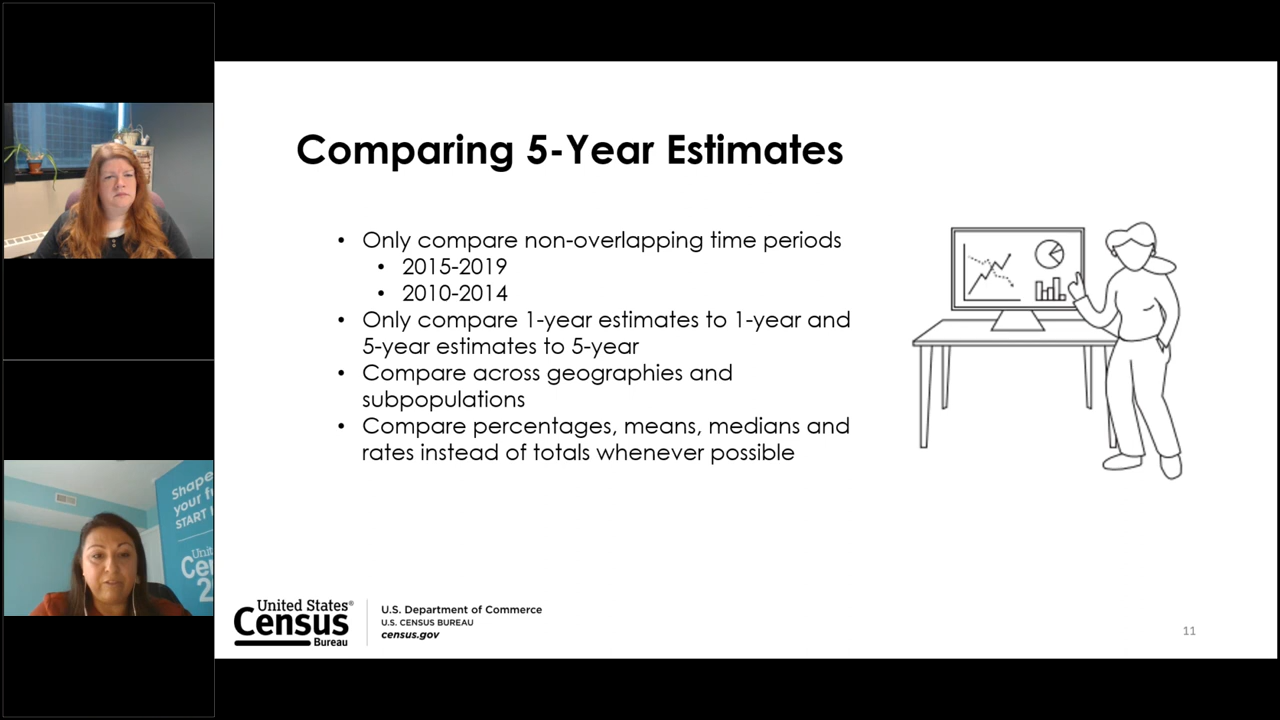 Comparing 5-Year Estimates
• Only compare non-overlapping time periods
• 2015-2019
• 2010-2014
• Only compare 1-year estimates to 1-year and
5-year estimates to 5-year
• Compare across geographies and
subpopulations
• Compare percentages, means, medians and
rates instead of totals whenever possible
Shape
your
START
United States®
Census
Bureau
U.S. Department of Commerce
U.S. CENSUS BUREAU
census.gov
11